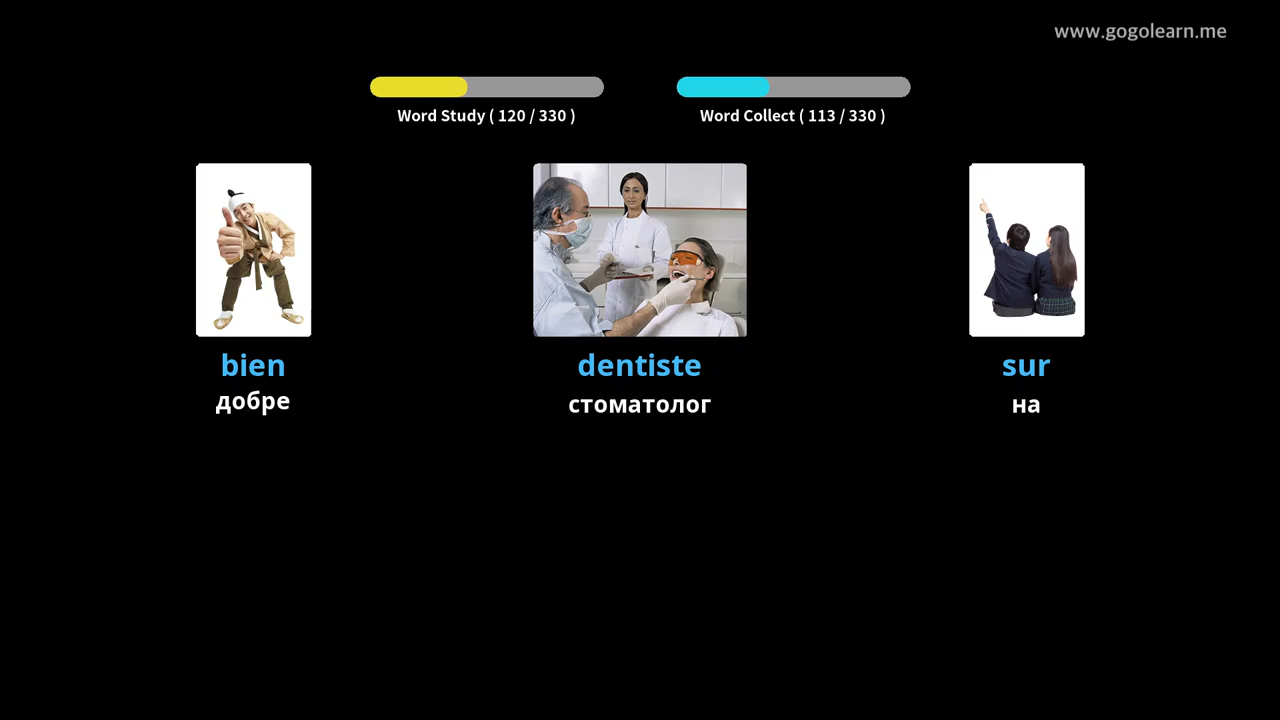 www.gogolearn.me
Word Study ( 120 / 330 )
Word Collect ( 113 / 330 )
bien
dentiste
sur
добре
стоматолог
на